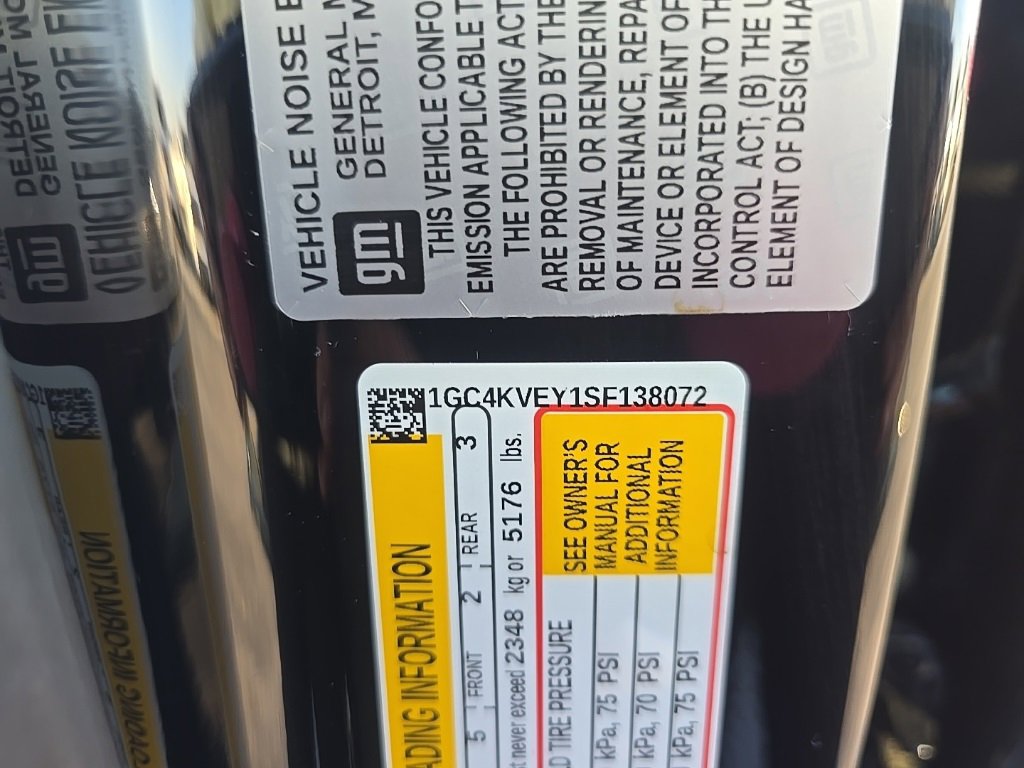 VEHICLE NOISE E
gm
GENERAL M
DETROIT, M
THIS VEHICLE CONFO
EMISSION APPLICABLE T
THE FOLLOWING ACT
ARE PROHIBITED BY THE
REMOVAL OR RENDERIN
OF MAINTENANCE, REPA
DEVICE OR ELEMENT OF
INCORPORATED INTO TH
CONTROL ACT; (B) THE U
ELEMENT OF DESIGN HA
1GC4KVEY1SF138072
ADING INFORMATION
5 FRONT 2 REAR 3
t never exceed 2348 kg or 5176 lbs.
D TIRE PRESSURE
kPa, 75 PSI
kPa, 70 PSI
kPa, 75 PSI
SEE OWNER'S
MANUAL FOR
ADDITIONAL
INFORMATION